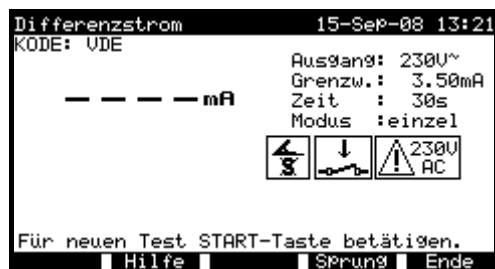 Differenzstrom 15-Sep-08 13:21
KODE: VDE
Ausgang: 230V~
Grenzw.: 3.50mA
– – – – mA
Zeit : 30s
Modus :einzel
230V
AC
Für neuen Test START-Taste betätigen.
Hilfe Sprung Ende